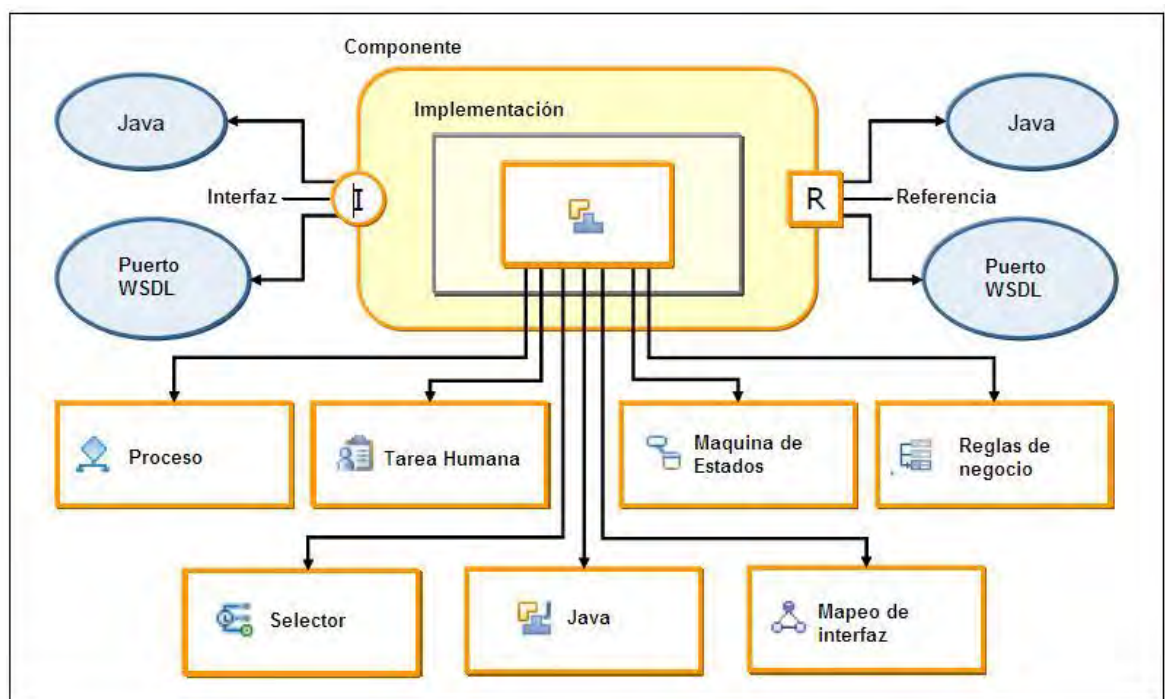 Componente
Java
Implementación
Java
Interfaz
I
R
Referencia
Puerto
WSDL
Puerto
WSDL
Proceso
Tarea Humana
Maquina de
Estados
Reglas de
negocio
Selector
Java
Mapeo de
interfaz